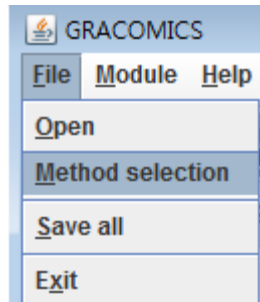 GRACOMICS
File Module Help
Open
Method selection
Save all
Exit